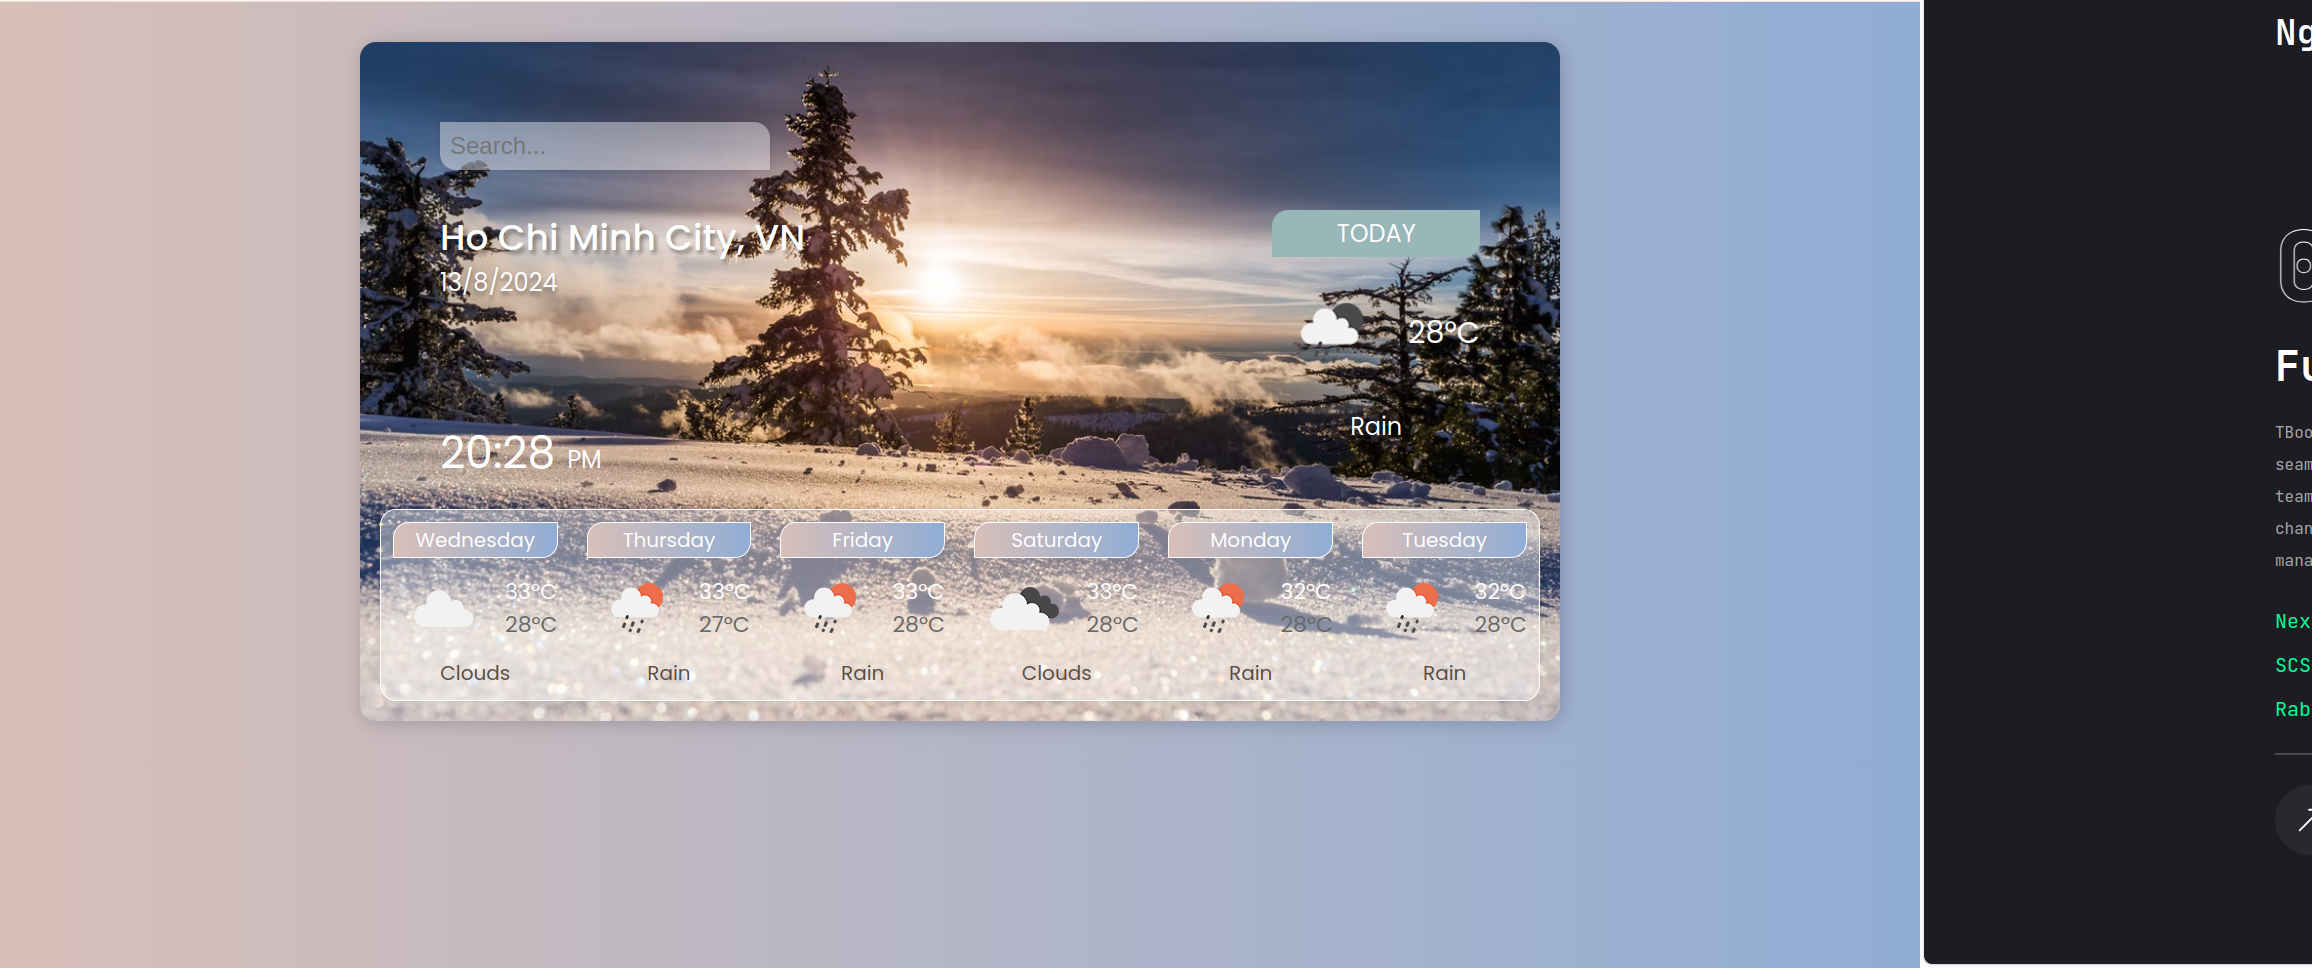 Search...
Ho Chi Minh City, VN
13/8/2024
TODAY
28°C
Rain
20:28 PM
Wednesday
33°C
28°C
Clouds
Thursday
33°C
27°C
Rain
Friday
33°C
28°C
Rain
Saturday
33°C
28°C
Clouds
Monday
32°C
28°C
Rain
Tuesday
32°C
28°C
Rain
Ng
Fu
TBoo
seam
team
chan
mana
Nex
SCS
Rab